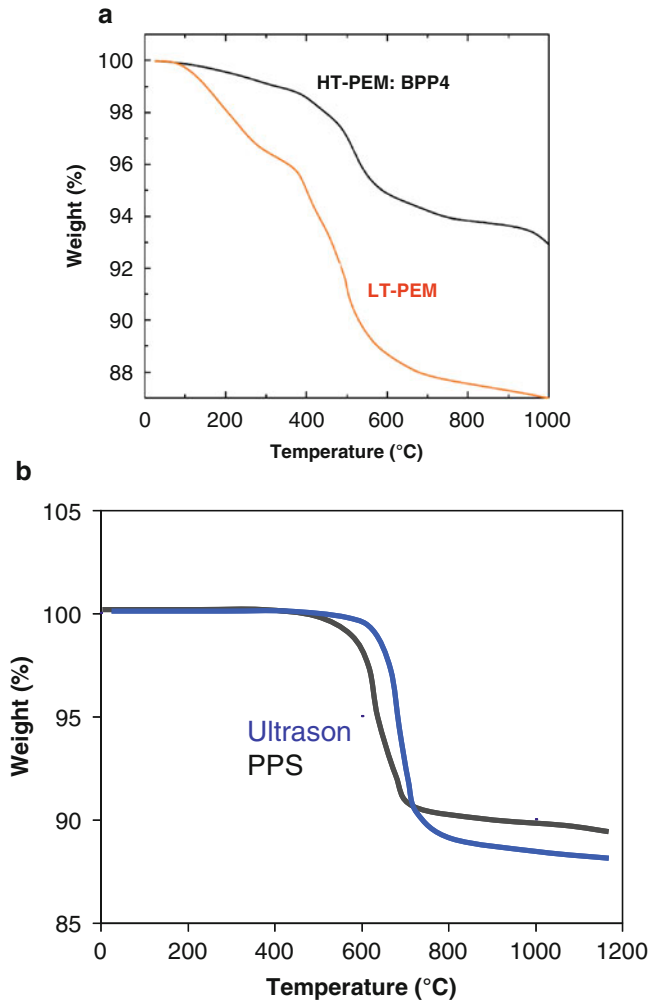 a
100
98
96
94
92
90
88
Weight (%)
HT-PEM: BPP4
LT-PEM
0 200 400 600 800 1000
Temperature (°C)
b
105
100
95
90
85
Weight (%)
Ultrason
PPS
0 200 400 600 800 1000 1200
Temperature (°C)